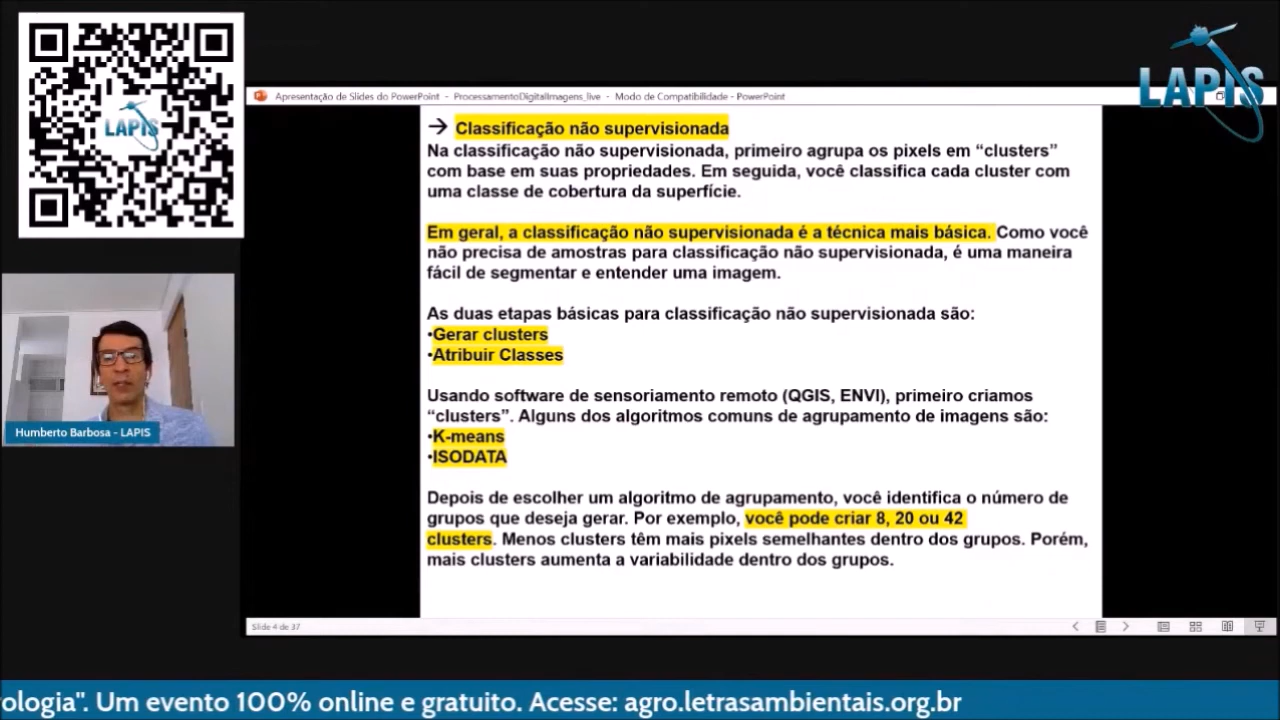 LAPIS
LAPIS
Apresentação de Slides do PowerPoint - ProcessamentoDigitalImagens_live - Modo de Compatibilidade - PowerPoint
→ Classificação não supervisionada
Na classificação não supervisionada, primeiro agrupa os pixels em “clusters”
com base em suas propriedades. Em seguida, você classifica cada cluster com
uma classe de cobertura da superfície.
Em geral, a classificação não supervisionada é a técnica mais básica. Como você
não precisa de amostras para classificação não supervisionada, é uma maneira
fácil de segmentar e entender uma imagem.
As duas etapas básicas para classificação não supervisionada são:
•Gerar clusters
•Atribuir Classes
Usando software de sensoriamento remoto (QGIS, ENVI), primeiro criamos
“clusters”. Alguns dos algoritmos comuns de agrupamento de imagens são:
•K-means
•ISODATA
Depois de escolher um algoritmo de agrupamento, você identifica o número de
grupos que deseja gerar. Por exemplo, você pode criar 8, 20 ou 42
clusters. Menos clusters têm mais pixels semelhantes dentro dos grupos. Porém,
mais clusters aumenta a variabilidade dentro dos grupos.
Humberto Barbosa - LAPIS
Slide 4 de 37
rologia". Um evento 100% online e gratuito. Acesse: agro.letrasambientais.org.br